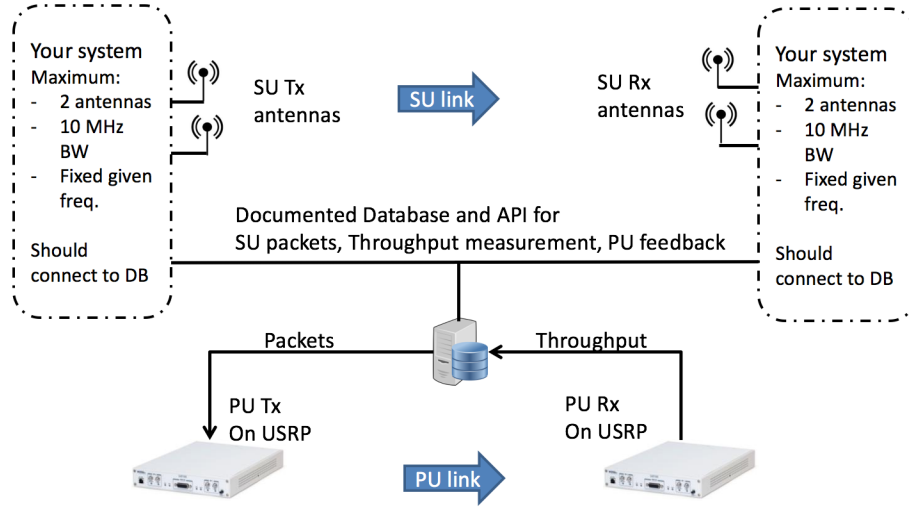 Your system
Maximum:
- 2 antennas
- 10 MHz
BW
- Fixed given
freq.
Should
connect to DB
SU Tx
antennas
SU link
SU Rx
antennas
Your system
Maximum:
- 2 antennas
- 10 MHz
BW
- Fixed given
freq.
Should
connect to DB
Documented Database and API for
SU packets, Throughput measurement, PU feedback
Packets
Throughput
PU Tx
On USRP
PU link
PU Rx
On USRP